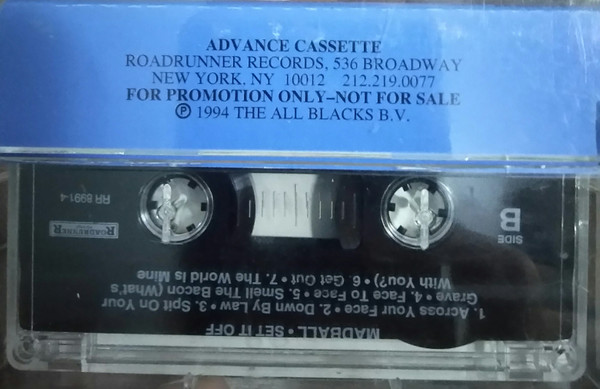 ADVANCE CASSETTE
ROADRUNNER RECORDS, 536 BROADWAY
NEW YORK. NY 10012 212.219.0077
FOR PROMOTION ONLY–NOT FOR SALE
℗ 1994 THE ALL BLACKS B.V.
MADBALL • SET IT OFF
1. Across Your Face • 2. Down By Law • 3. Spit On Your
Grave • 4. Face To Face • 5. Smell The Bacon (What's
With You?) • 6. Get Out • 7. The World Is Mine
SIDE
B
ROADRUNNER
RR 8991-4